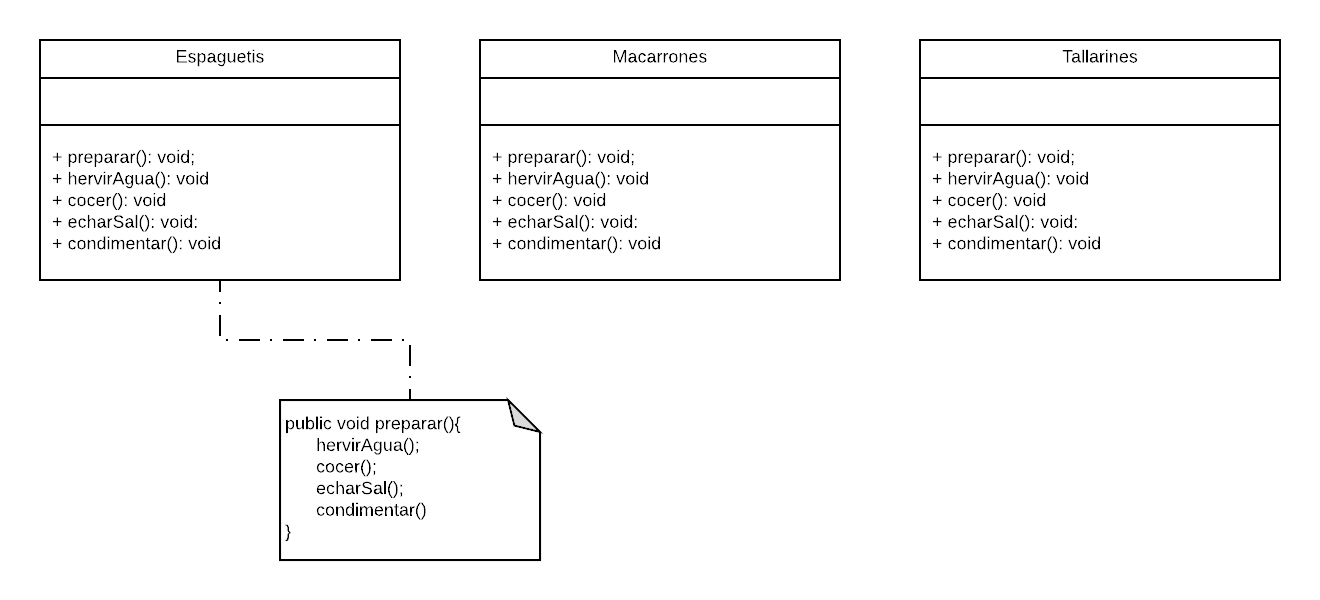 Espaguetis
+ preparar(): void;
+ hervirAgua(): void
+ cocer(): void
+ echarSal(): void:
+ condimentar(): void
Macarrones
+ preparar(): void;
+ hervirAgua(): void
+ cocer(): void
+ echarSal(): void:
+ condimentar(): void
Tallarines
+ preparar(): void;
+ hervirAgua(): void
+ cocer(): void
+ echarSal(): void:
+ condimentar(): void
public void preparar(){
hervirAgua();
cocer();
echarSal();
condimentar()
}